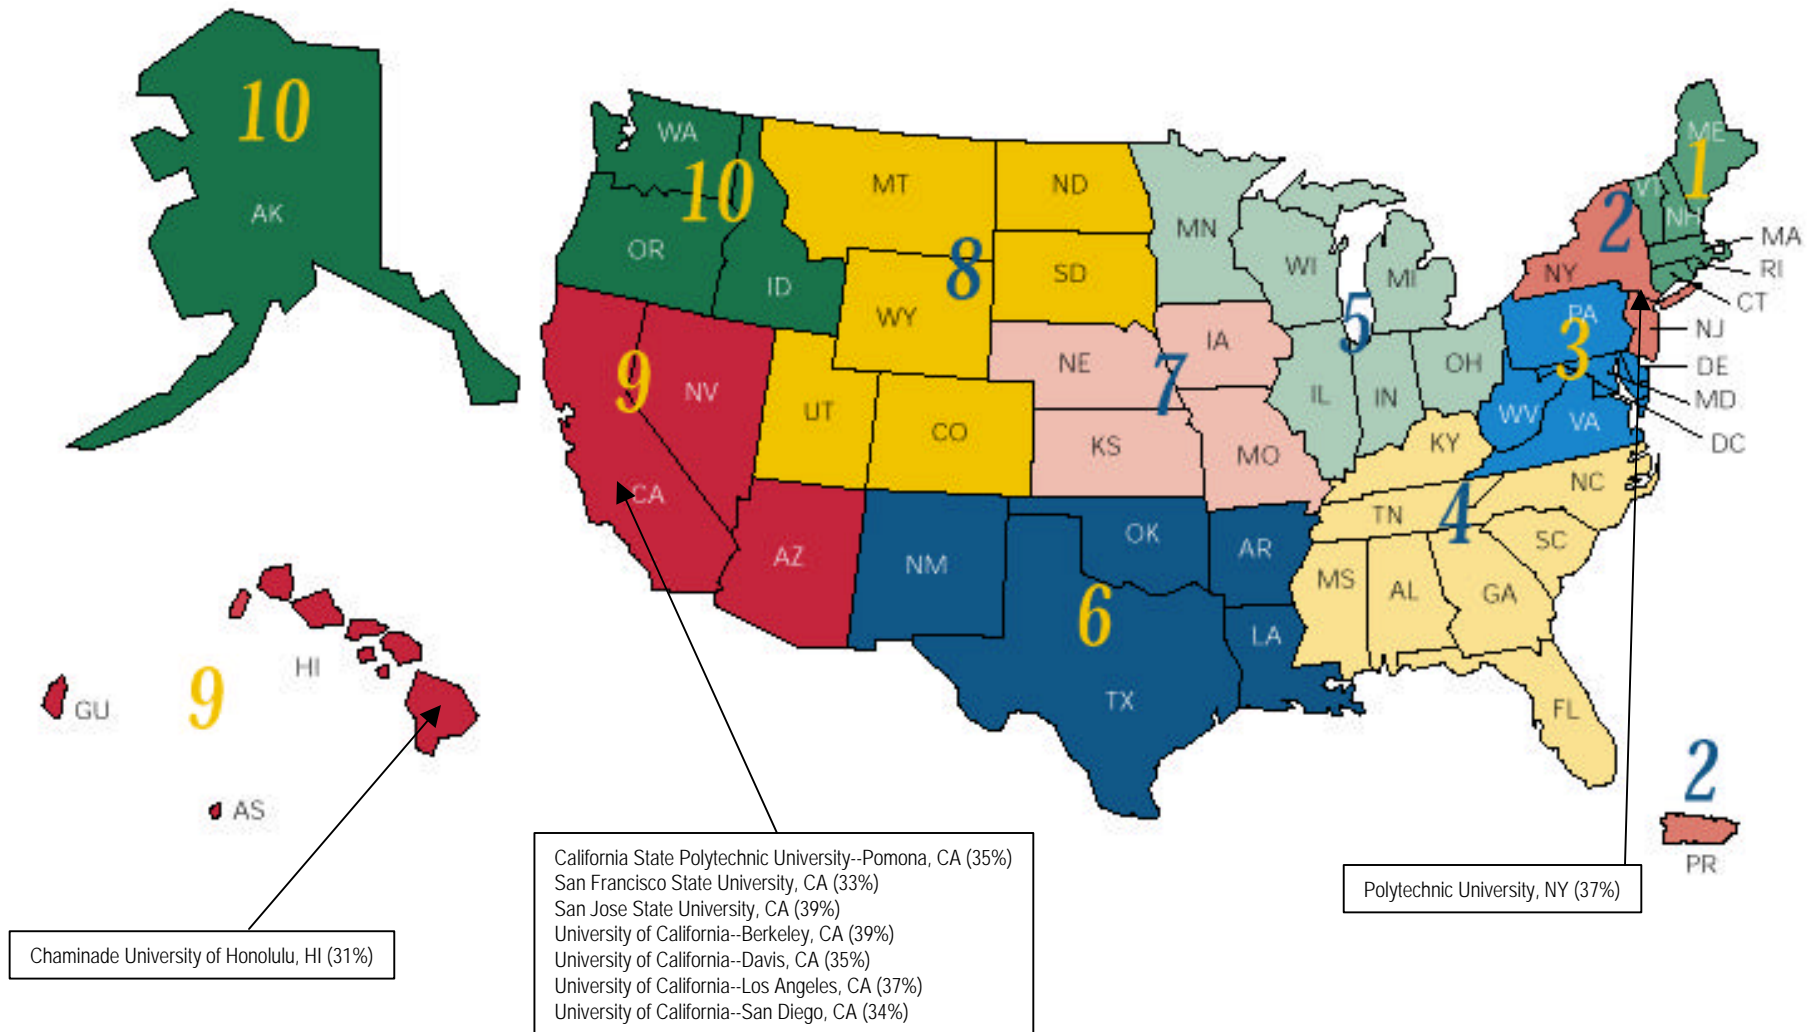 10
AK
WA
10
OR
ID
MT
ND
8
SD
WY
UT
CO
MN
WI
MI
5
IL
IN
OH
IA
NE
7
KS
MO
ME
1
VT
NH
2
NY
MA
RI
CT
NJ
PA
3
DE
MD
DC
WV
VA
9
NV
CA
AZ
NM
OK
AR
6
TX
LA
KY
NC
TN
4
SC
MS
AL
GA
FL
HI
GU
9
AS
2
PR
Chaminade University of Honolulu, HI (31%)
California State Polytechnic University--Pomona, CA (35%)
San Francisco State University, CA (33%)
San Jose State University, CA (39%)
University of California--Berkeley, CA (39%)
University of California--Davis, CA (35%)
University of California--Los Angeles, CA (37%)
University of California--San Diego, CA (34%)
Polytechnic University, NY (37%)